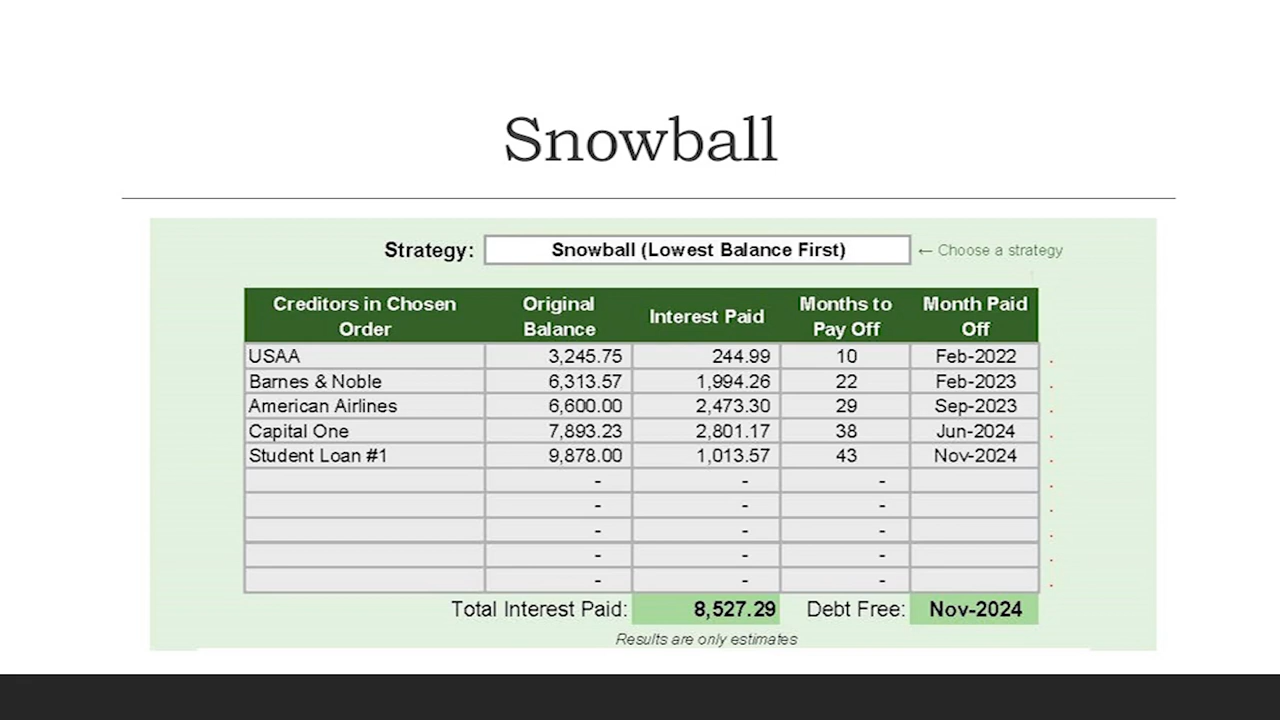 Snowball
Strategy: Snowball (Lowest Balance First) ← Choose a strategy
Creditors in Chosen Order Original Balance Interest Paid Months to Pay Off Month Paid Off
USAA 3,245.75 244.99 10 Feb-2022 .
Barnes & Noble 6,313.57 1,994.26 22 Feb-2023 .
American Airlines 6,600.00 2,473.30 29 Sep-2023 .
Capital One 7,893.23 2,801.17 38 Jun-2024 .
Student Loan #1 9,878.00 1,013.57 43 Nov-2024 .
- - - .
- - - .
- - - .
- - - .
- - - .
Total Interest Paid: 8,527.29 Debt Free: Nov-2024
Results are only estimates